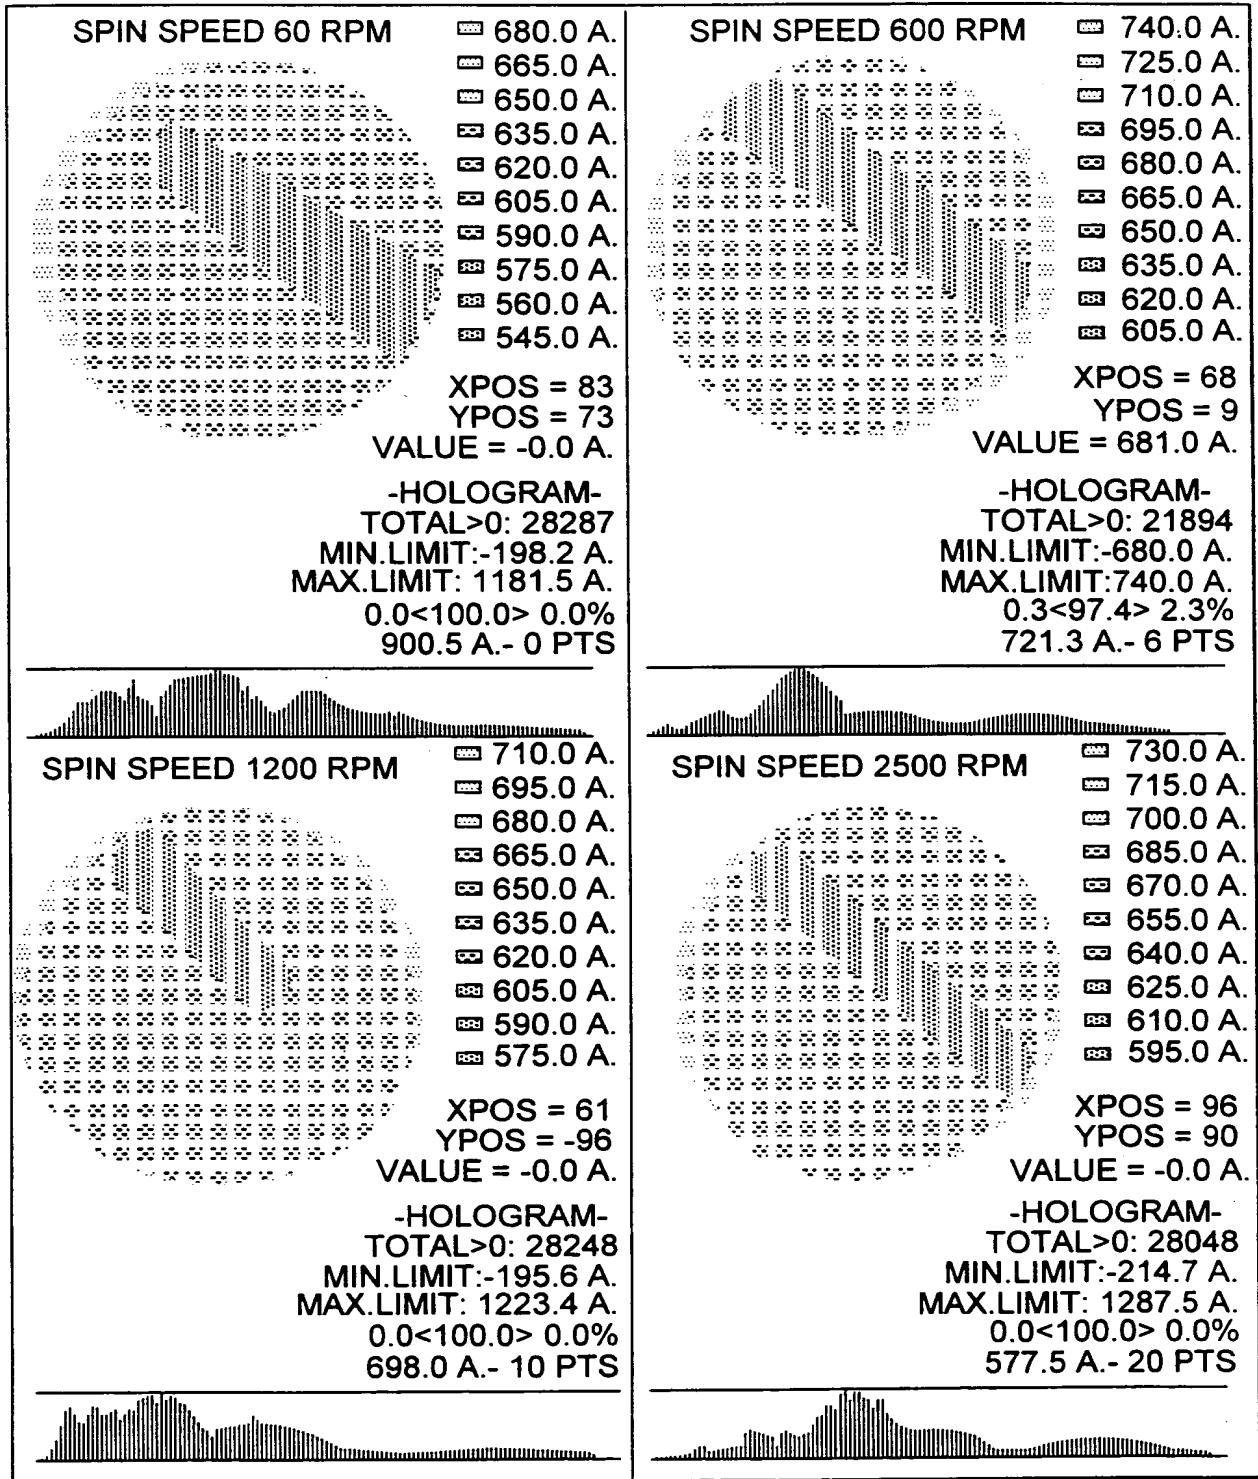 SPIN SPEED 60 RPM
680.0 A.
665.0 A.
650.0 A.
635.0 A.
620.0 A.
605.0 A.
590.0 A.
575.0 A.
560.0 A.
545.0 A.
XPOS = 83
YPOS = 73
VALUE = -0.0 A.
-HOLOGRAM-
TOTAL>0: 28287
MIN.LIMIT:-198.2 A.
MAX.LIMIT: 1181.5 A.
0.0<100.0> 0.0%
900.5 A.- 0 PTS
SPIN SPEED 600 RPM
740.0 A.
725.0 A.
710.0 A.
695.0 A.
680.0 A.
665.0 A.
650.0 A.
635.0 A.
620.0 A.
605.0 A.
XPOS = 68
YPOS = 9
VALUE = 681.0 A.
-HOLOGRAM-
TOTAL>0: 21894
MIN.LIMIT:-680.0 A.
MAX.LIMIT:740.0 A.
0.3<97.4> 2.3%
721.3 A.- 6 PTS
SPIN SPEED 1200 RPM
710.0 A.
695.0 A.
680.0 A.
665.0 A.
650.0 A.
635.0 A.
620.0 A.
605.0 A.
590.0 A.
575.0 A.
XPOS = 61
YPOS = -96
VALUE = -0.0 A.
-HOLOGRAM-
TOTAL>0: 28248
MIN.LIMIT:-195.6 A.
MAX.LIMIT: 1223.4 A.
0.0<100.0> 0.0%
698.0 A.- 10 PTS
SPIN SPEED 2500 RPM
730.0 A.
715.0 A.
700.0 A.
685.0 A.
670.0 A.
655.0 A.
640.0 A.
625.0 A.
610.0 A.
595.0 A.
XPOS = 96
YPOS = 90
VALUE = -0.0 A.
-HOLOGRAM-
TOTAL>0: 28048
MIN.LIMIT:-214.7 A.
MAX.LIMIT: 1287.5 A.
0.0<100.0> 0.0%
577.5 A.- 20 PTS